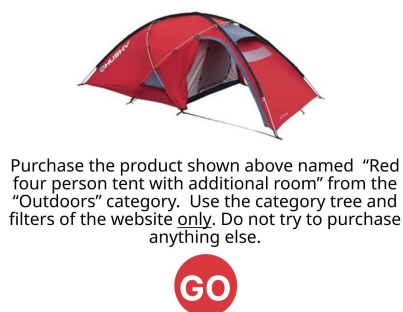 HUSKY
Purchase the product shown above named “Red
four person tent with additional room” from the
“Outdoors” category. Use the category tree and
filters of the website only. Do not try to purchase
anything else.
GO